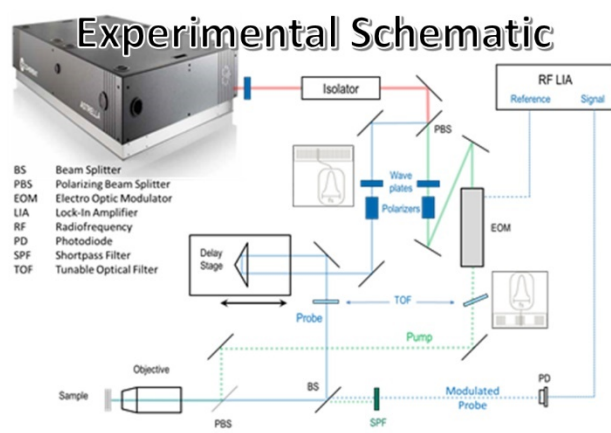 Experimental Schematic
ASTRELLA
Isolator
RF LIA
Reference Signal
PBS
BS Beam Splitter
PBS Polarizing Beam Splitter
EOM Electro Optic Modulator
LIA Lock-In Amplifier
RF Radiofrequency
PD Photodiode
SPF Shortpass Filter
TOF Tunable Optical Filter
Wave
plates
Polarizers
EOM
Delay
Stage
TOF
Probe
Pump
Objective
Sample
BS
PBS
SPF
Modulated
Probe
PD